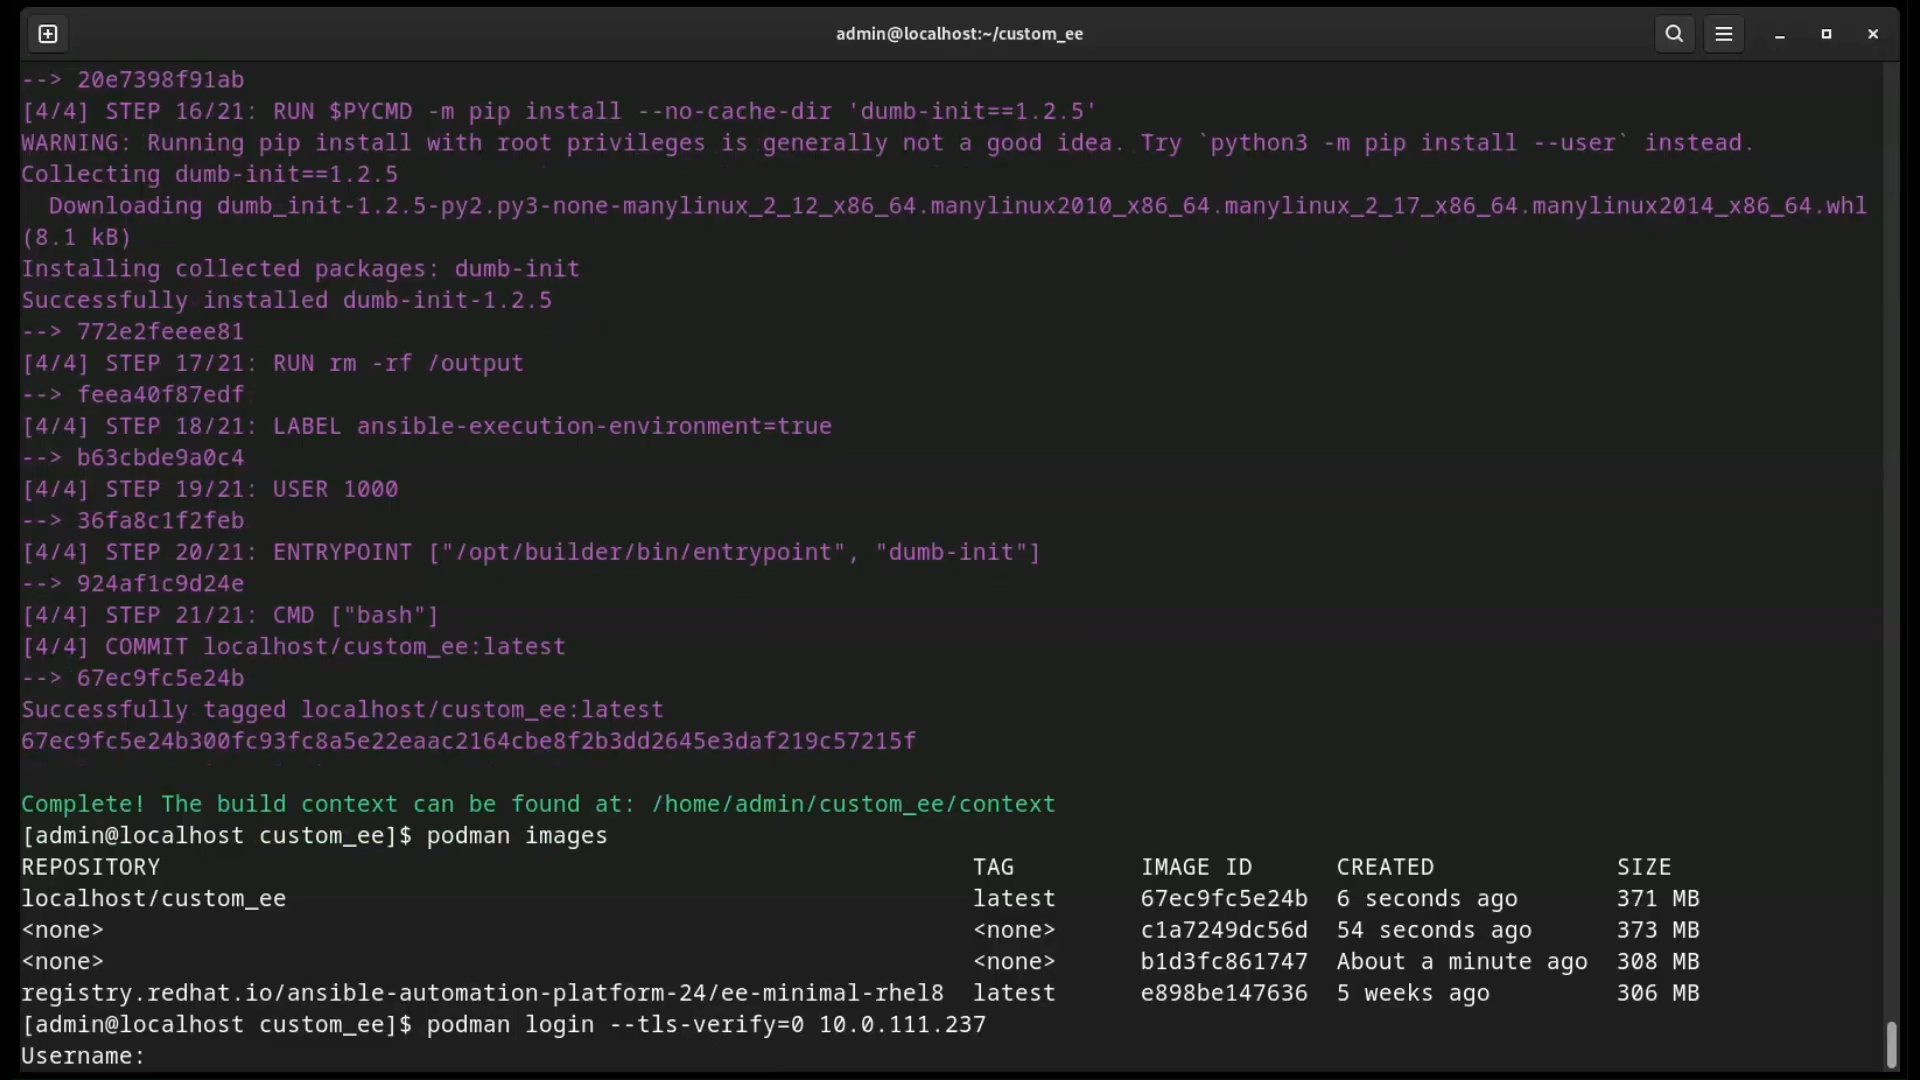 admin@localhost:~/custom_ee
--> 20e7398f91ab
[4/4] STEP 16/21: RUN $PYCMD -m pip install --no-cache-dir 'dumb-init==1.2.5'
WARNING: Running pip install with root privileges is generally not a good idea. Try `python3 -m pip install --user` instead.
Collecting dumb-init==1.2.5
  Downloading dumb_init-1.2.5-py2.py3-none-manylinux_2_12_x86_64.manylinux2010_x86_64.manylinux_2_17_x86_64.manylinux2014_x86_64.whl
(8.1 kB)
Installing collected packages: dumb-init
Successfully installed dumb-init-1.2.5
--> 772e2feeee81
[4/4] STEP 17/21: RUN rm -rf /output
--> feea40f87edf
[4/4] STEP 18/21: LABEL ansible-execution-environment=true
--> b63cbde9a0c4
[4/4] STEP 19/21: USER 1000
--> 36fa8c1f2feb
[4/4] STEP 20/21: ENTRYPOINT ["/opt/builder/bin/entrypoint", "dumb-init"]
--> 924af1c9d24e
[4/4] STEP 21/21: CMD ["bash"]
[4/4] COMMIT localhost/custom_ee:latest
--> 67ec9fc5e24b
Successfully tagged localhost/custom_ee:latest
67ec9fc5e24b300fc93fc8a5e22eaac2164cbe8f2b3dd2645e3daf219c57215f
Complete! The build context can be found at: /home/admin/custom_ee/context
[admin@localhost custom_ee]$ podman images
REPOSITORY TAG IMAGE ID CREATED SIZE
localhost/custom_ee latest 67ec9fc5e24b 6 seconds ago 371 MB
<none> <none> c1a7249dc56d 54 seconds ago 373 MB
<none> <none> b1d3fc861747 About a minute ago 308 MB
registry.redhat.io/ansible-automation-platform-24/ee-minimal-rhel8 latest e898be147636 5 weeks ago 306 MB
[admin@localhost custom_ee]$ podman login --tls-verify=0 10.0.111.237
Username: